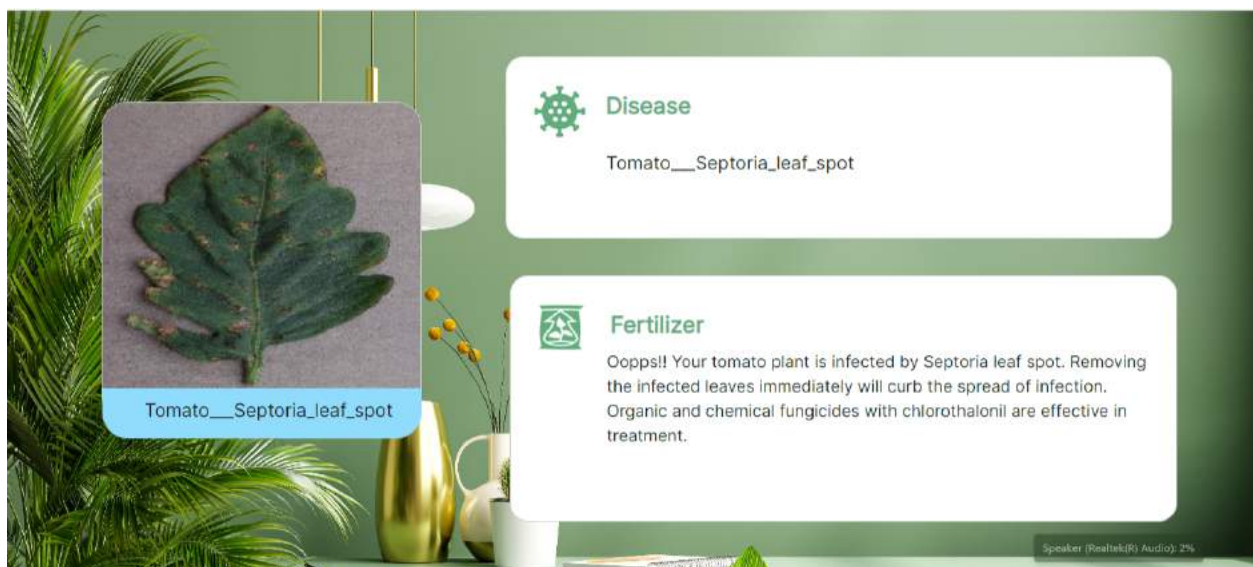 Tomato___Septoria_leaf_spot
Disease
Tomato___Septoria_leaf_spot
Fertilizer
Oopps!! Your tomato plant is infected by Septoria leaf spot. Removing
the infected leaves immediately will curb the spread of infection.
Organic and chemical fungicides with chlorothalonil are effective in
treatment.
Speaker (Realtek(R) Audio): 2%